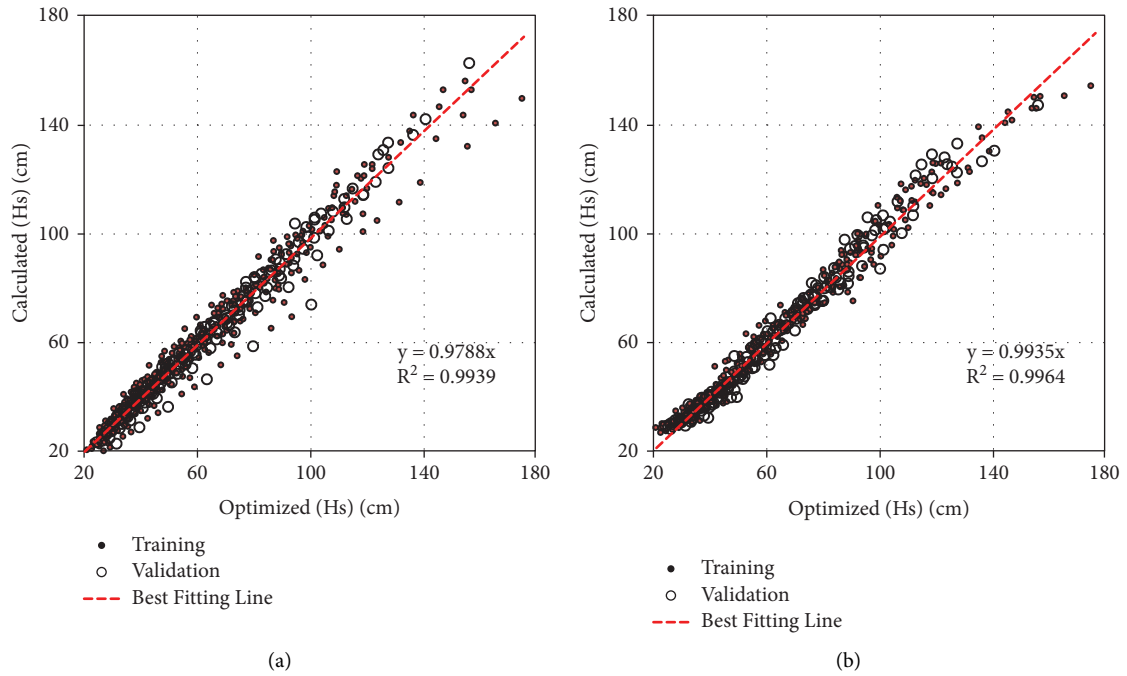 180
140
100
60
20
Calculated (Hs) (cm)
y = 0.9788x
R² = 0.9939
20 60 100 140 180
Optimized (Hs) (cm)
Training
Validation
Best Fitting Line
(a)
180
140
100
60
20
Calculated (Hs) (cm)
y = 0.9935x
R² = 0.9964
20 60 100 140 180
Optimized (Hs) (cm)
Training
Validation
Best Fitting Line
(b)